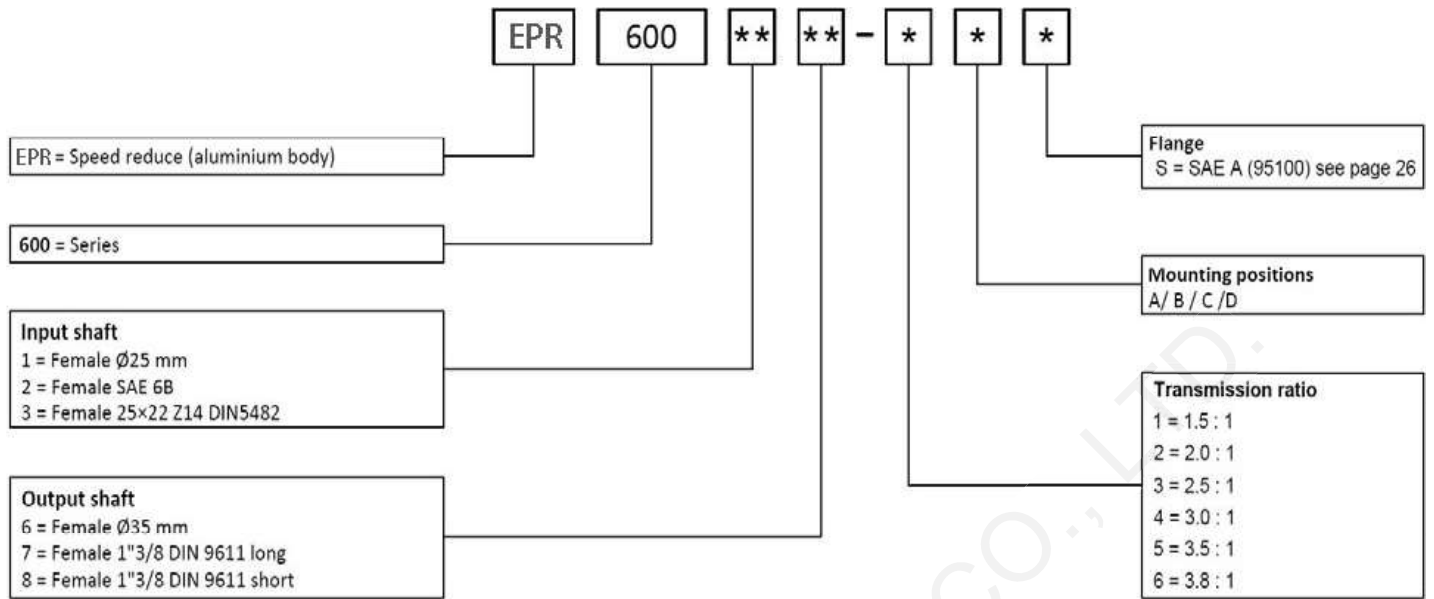 EPR 600 ** ** - * * *
EPR = Speed reduce (aluminium body)
600 = Series
Input shaft
1 = Female Ø25 mm
2 = Female SAE 6B
3 = Female 25×22 Z14 DIN5482
Output shaft
6 = Female Ø35 mm
7 = Female 1"3/8 DIN 9611 long
8 = Female 1"3/8 DIN 9611 short
Flange
S = SAE A (95100) see page 26
Mounting positions
A/ B / C /D
Transmission ratio
1 = 1.5 : 1
2 = 2.0 : 1
3 = 2.5 : 1
4 = 3.0 : 1
5 = 3.5 : 1
6 = 3.8 : 1
CO., LTD.